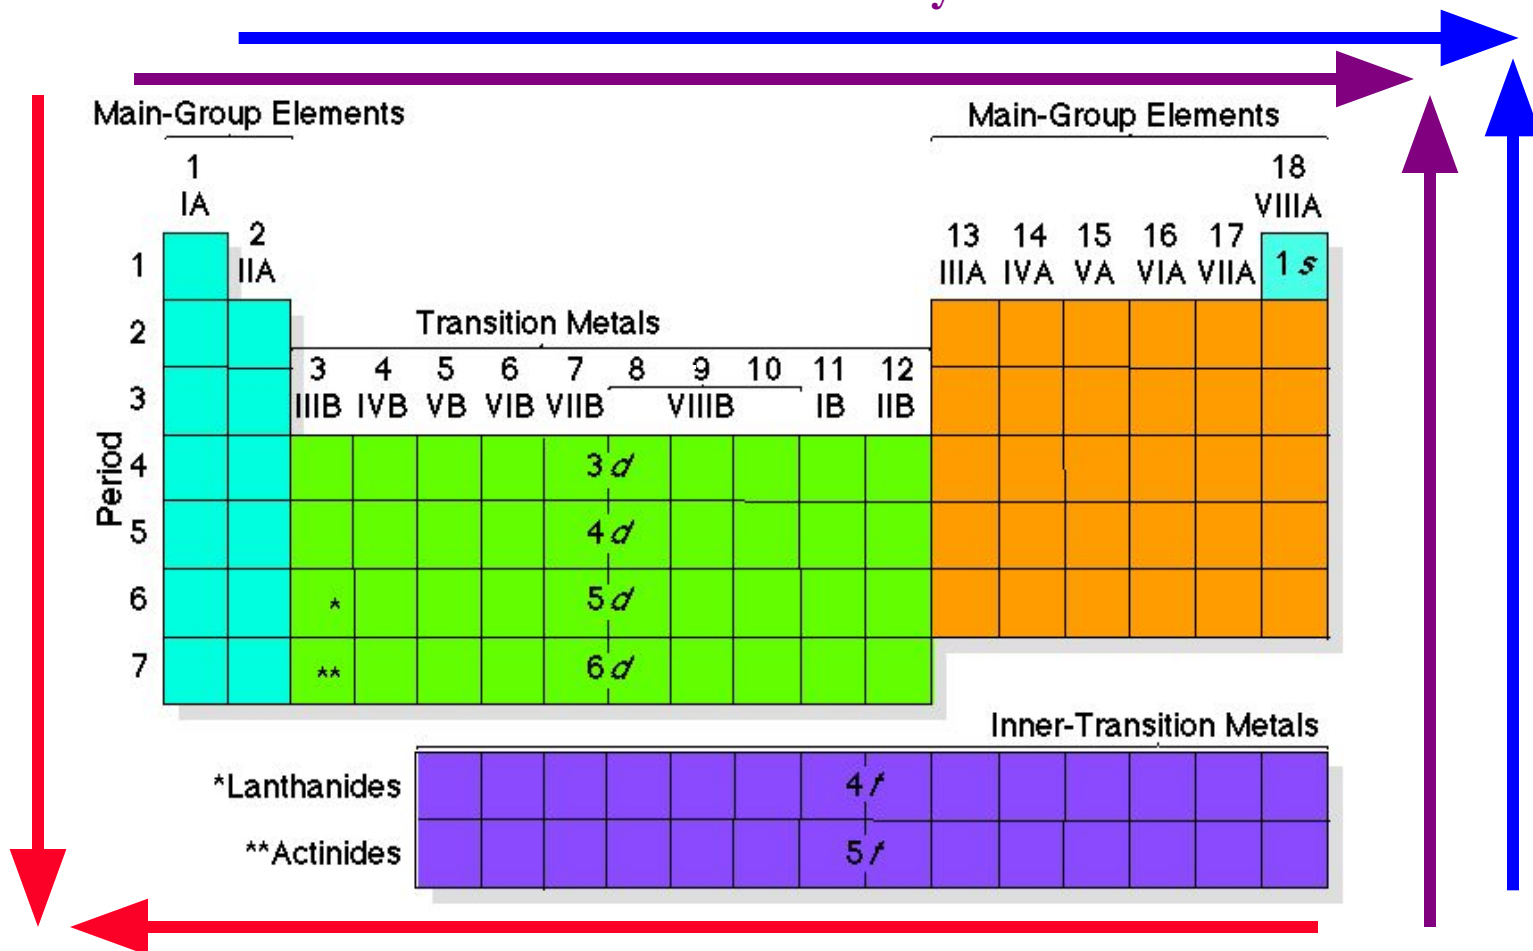 y
Main-Group Elements
Main-Group Elements
1
IA
18
VIIIA
2
IIA
13 14 15 16 17
IIIA IVA VA VIA VIIA
1
1s
Transition Metals
2
3 4 5 6 7 8 9 10 11 12
IIIB IVB VB VIB VIIB VIIIB IB IIB
3
Period
4
3d
5
4d
6
*
5d
7
**
6d
Inner-Transition Metals
*Lanthanides
4f
**Actinides
5f